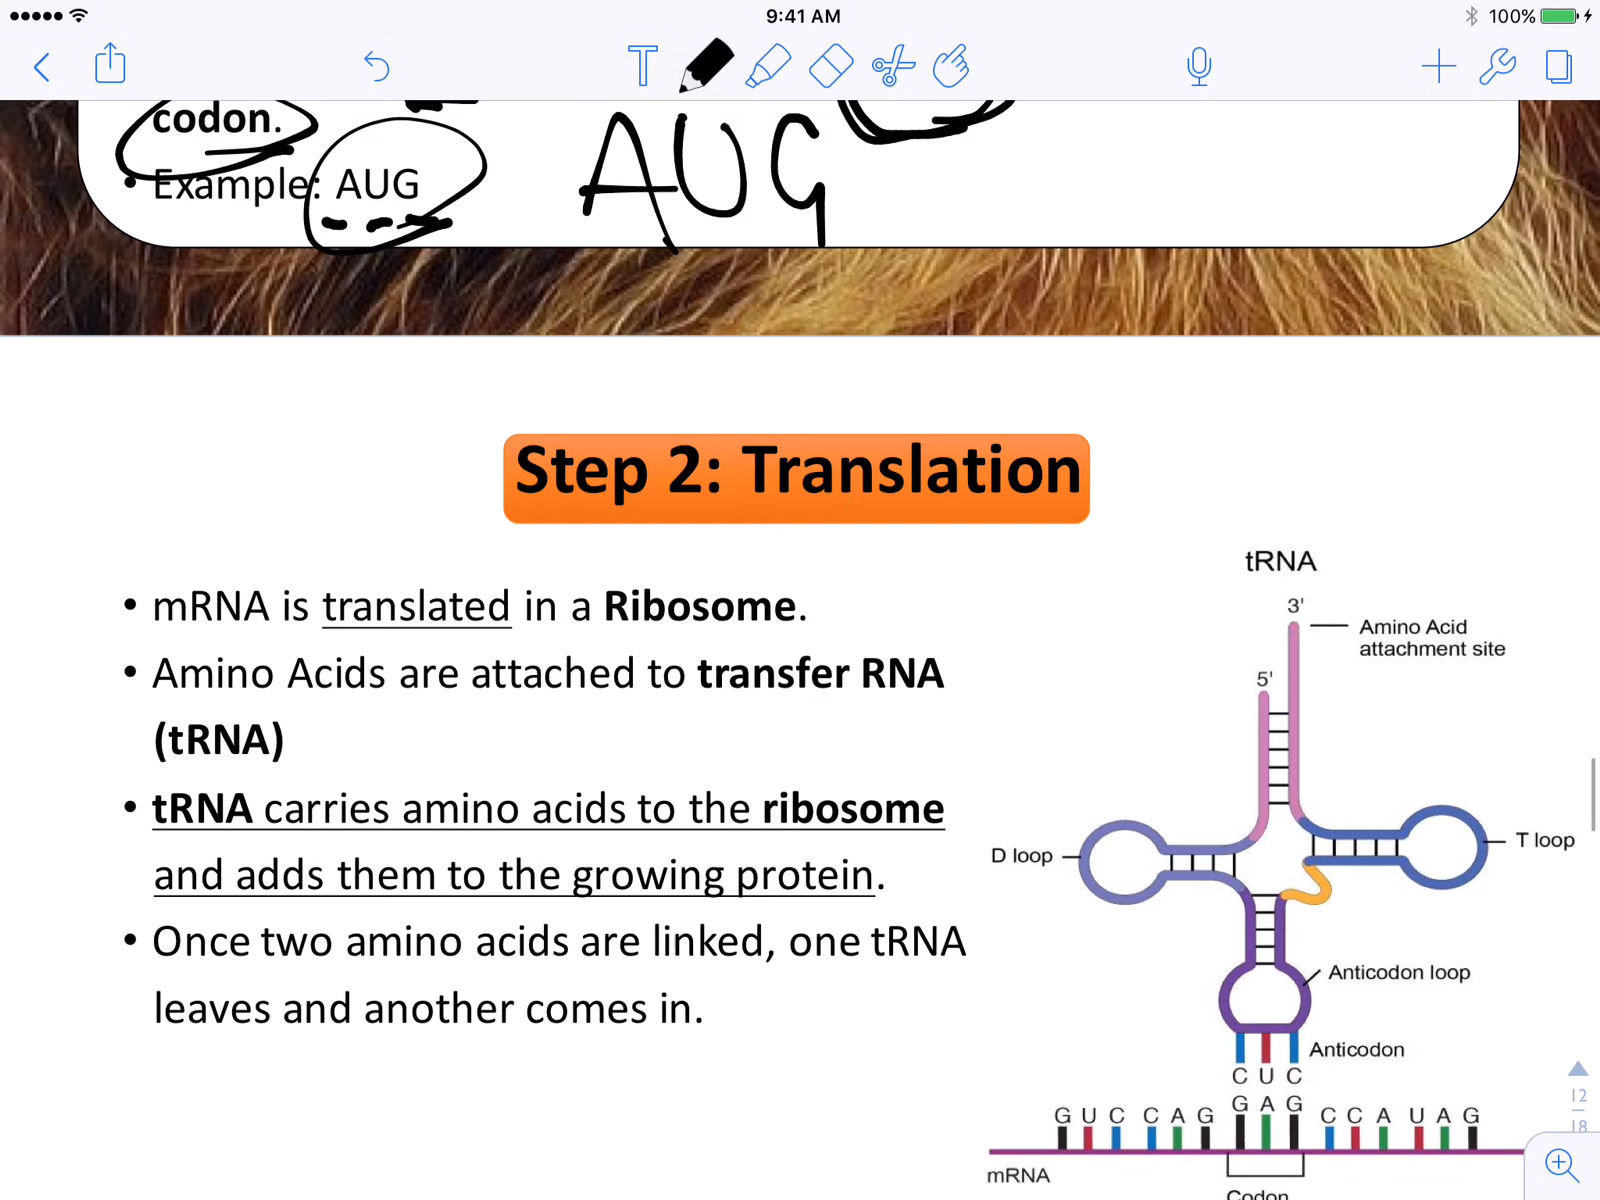 9:41 AM
100%
T
codon.
• Example: AUG
AUG
Step 2: Translation
• mRNA is translated in a Ribosome.
• Amino Acids are attached to transfer RNA
(tRNA)
• tRNA carries amino acids to the ribosome
and adds them to the growing protein.
• Once two amino acids are linked, one tRNA
leaves and another comes in.
tRNA
3'
Amino Acid
attachment site
5'
D loop
T loop
Anticodon loop
Anticodon
C U C
G U C C A G G A G C C A U A G
mRNA
Codon
12
18